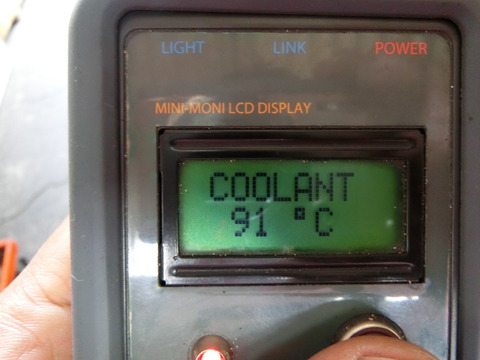 LIGHT LINK POWER
MINI-MONI LCD DISPLAY
COOLANT
91 °C